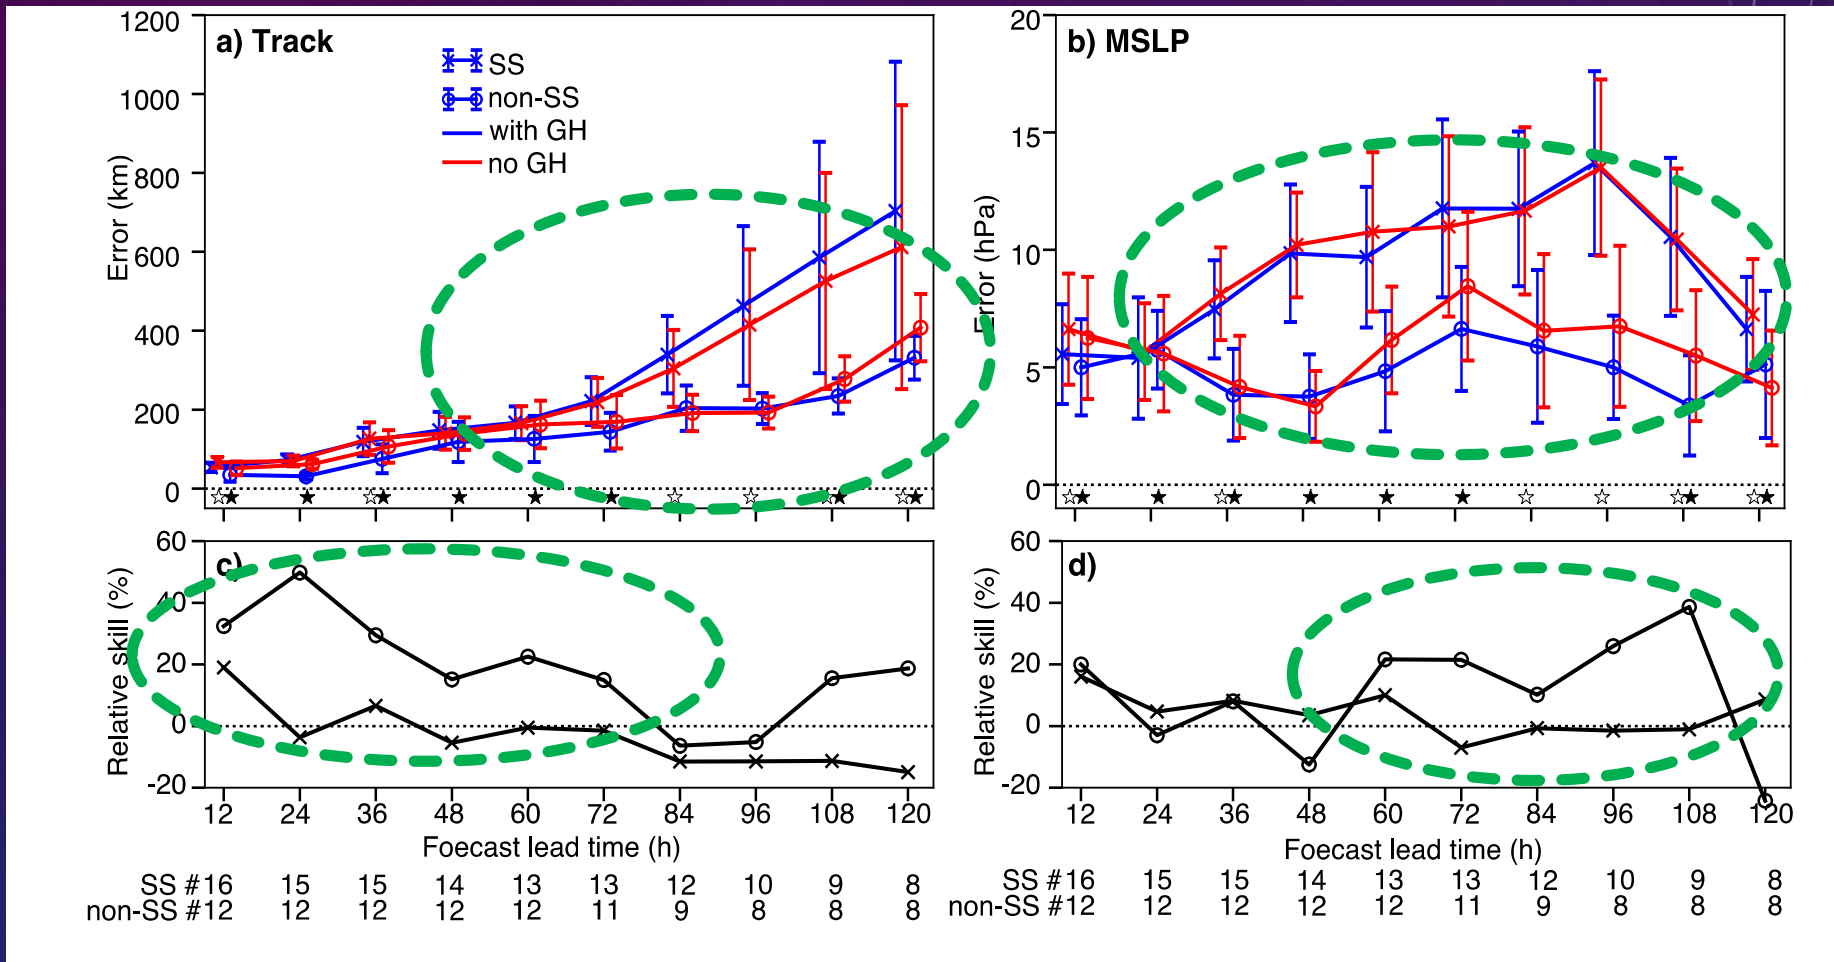 a) Track
SS
non-SS
with GH
no GH
Error (km)
1200
1000
800
600
400
200
0
b) MSLP
Error (hPa)
20
15
10
5
0
c)
Relative skill (%)
60
40
20
0
-20
12 24 36 48 60 72 84 96 108 120
Foecast lead time (h)
SS #16 15 15 14 13 13 12 10 9 8
non-SS #12 12 12 12 12 11 9 8 8 8
d)
Relative skill (%)
60
40
20
0
-20
12 24 36 48 60 72 84 96 108 120
Foecast lead time (h)
SS #16 15 15 14 13 13 12 10 9 8
non-SS #12 12 12 12 12 11 9 8 8 8